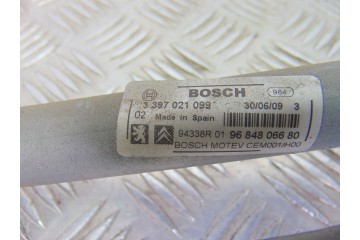 BOSCH 984
3 397 021 099 30/06/09 3
02 Made in Spain
94338R 01 96 848 066 80
BOSCH MOTEV CEM001/H00